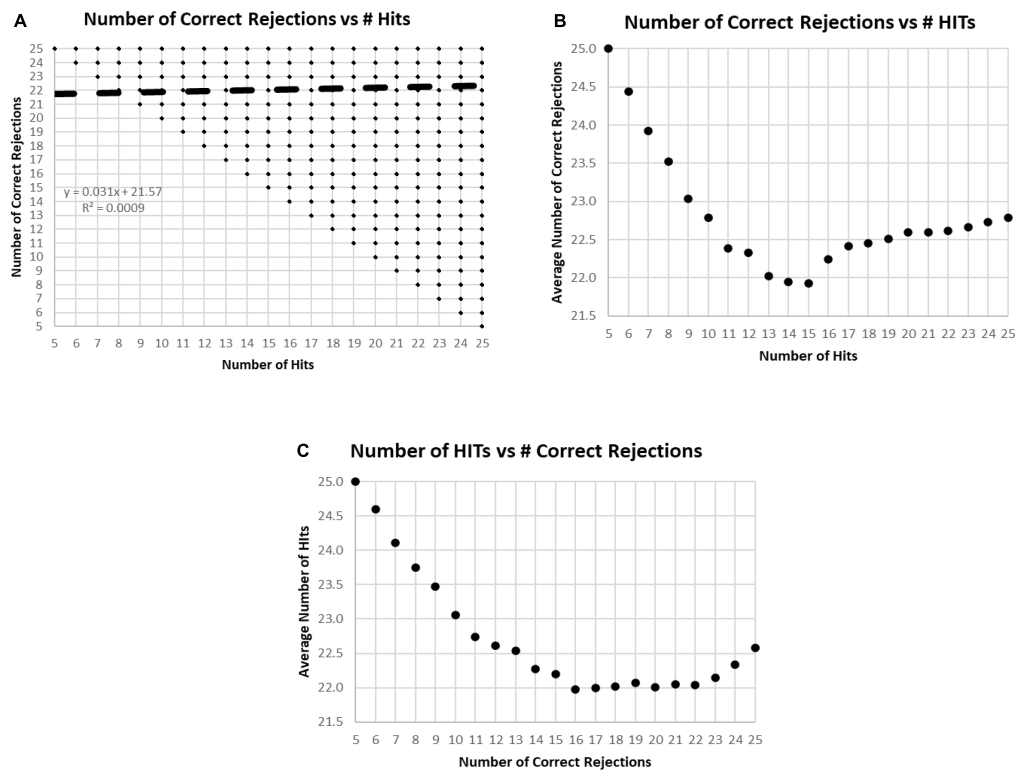 A
Number of Correct Rejections vs # Hits
Number of Correct Rejections
25
24
23
22
21
20
19
18
17
16
15
14
13
12
11
10
9
8
7
6
5
y = 0.031x + 21.57
R² = 0.0009
5 6 7 8 9 10 11 12 13 14 15 16 17 18 19 20 21 22 23 24 25
Number of Hits
B
Number of Correct Rejections vs # HITs
Average Number of Correct Rejections
25.0
24.5
24.0
23.5
23.0
22.5
22.0
21.5
5 6 7 8 9 10 11 12 13 14 15 16 17 18 19 20 21 22 23 24 25
Number of Hits
C
Number of HITs vs # Correct Rejections
Average Number of HIts
25.0
24.5
24.0
23.5
23.0
22.5
22.0
21.5
5 6 7 8 9 10 11 12 13 14 15 16 17 18 19 20 21 22 23 24 25
Number of Correct Rejections